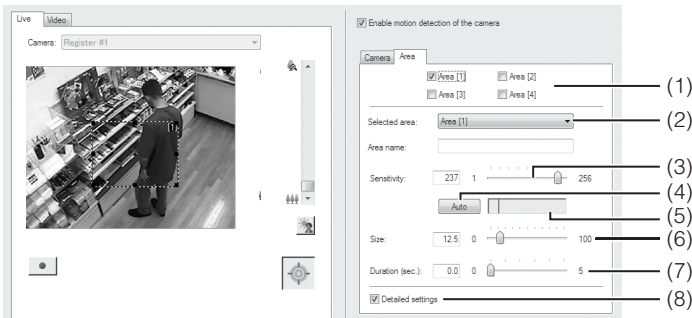 Live Video
Camera: Register #1
[1]
Enable motion detection of the camera
Camera Area
Area [1] Area [2]
Area [3] Area [4]
(1)
Selected area: Area [1]
(2)
Area name:
(3)
Sensitivity: 237 1 256
(4)
Auto
(5)
Size: 12.5 0 100
(6)
Duration (sec.): 0.0 0 5
(7)
Detailed settings
(8)